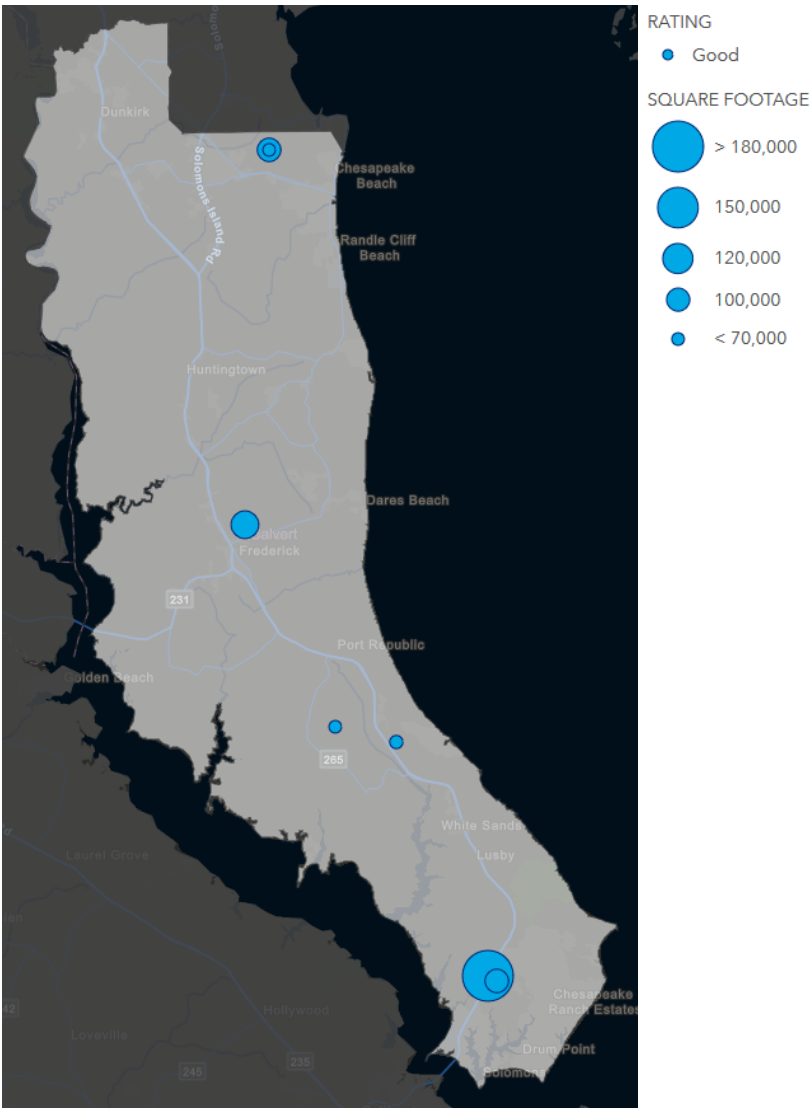 RATING
Good
SQUARE FOOTAGE
> 180,000
150,000
120,000
100,000
< 70,000
Solomons
Dunkirk
Solomons Island Rd
Chesapeake
Beach
Randle Cliff
Beach
Huntingtown
Dares Beach
Calvert
Frederick
231
Port Republic
Golden Beach
265
White Sands
Lusby
Laurel Grove
Chesapeake
Ranch Estates
42
Hollywood
Loveville
Drum Point
235
245
Solomons